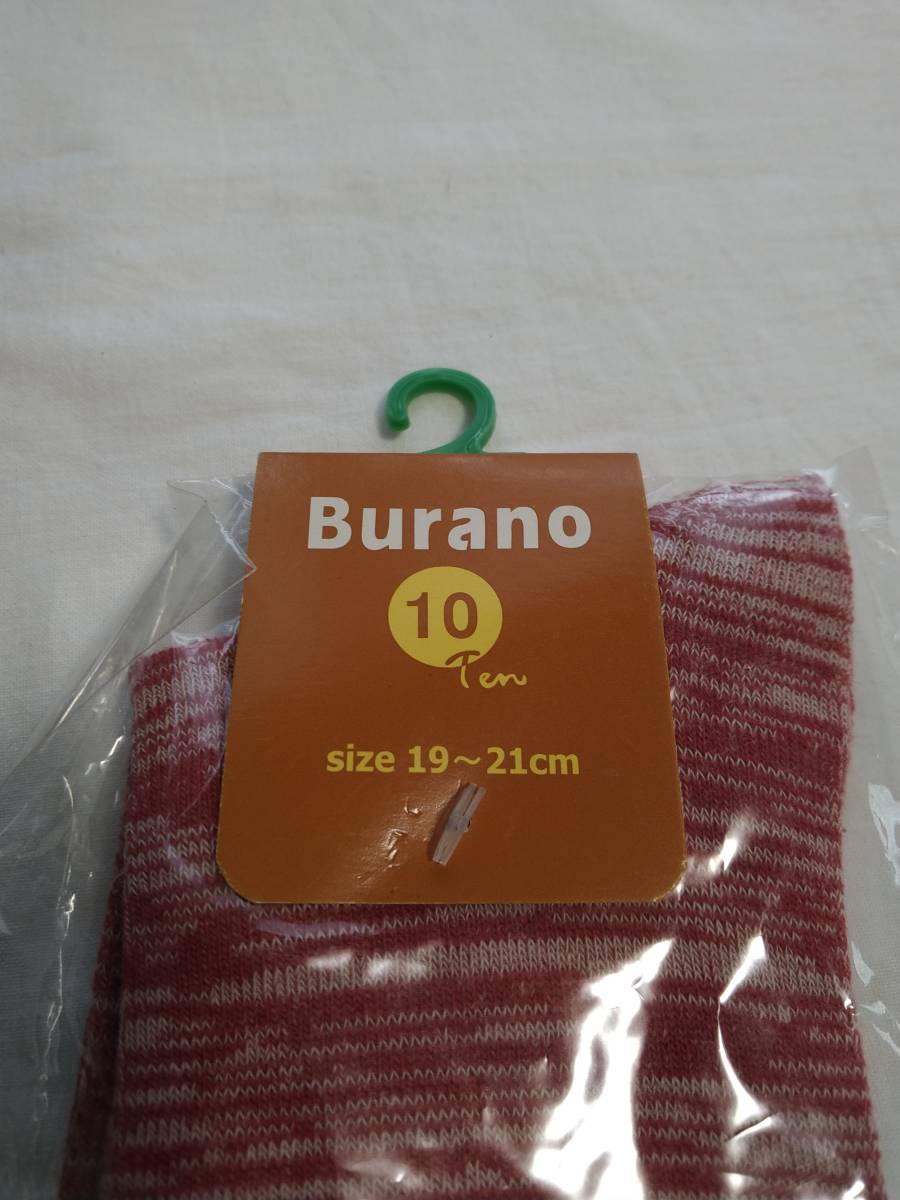 Burano
10
Ten
size 19～21cm